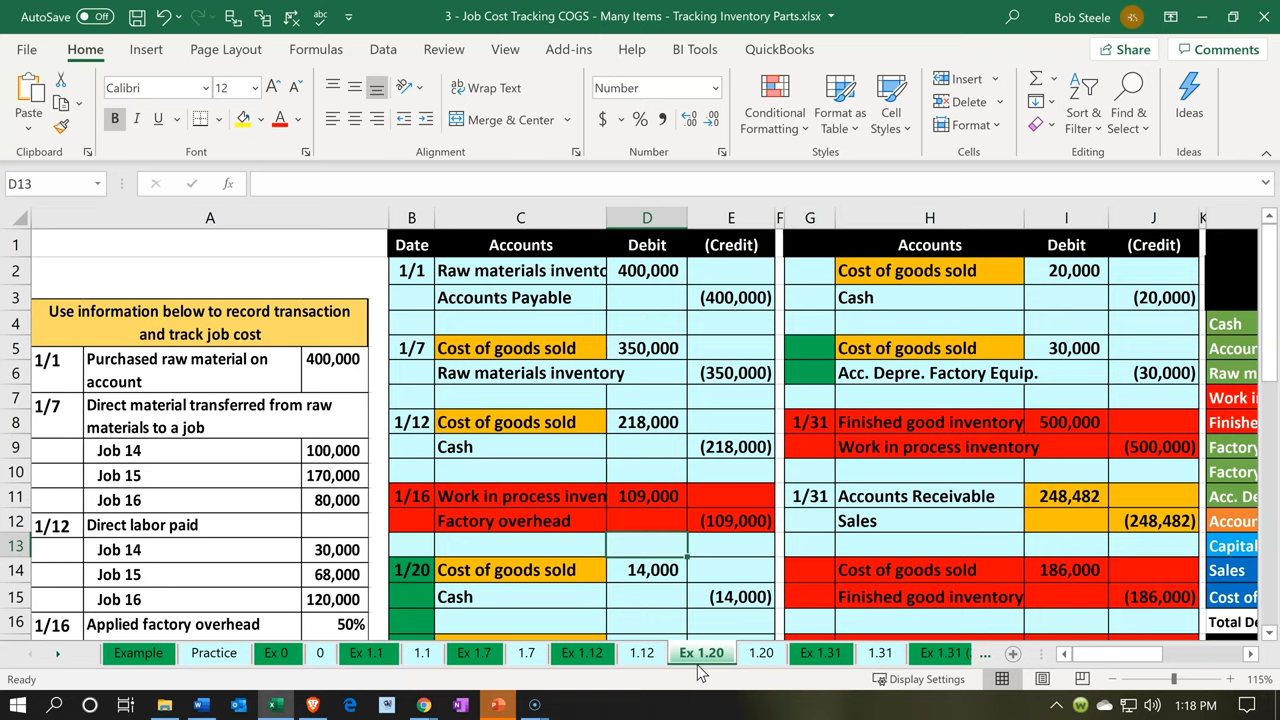 AutoSave Off 3 - Job Cost Tracking COGS - Many Items - Tracking Inventory Parts.xlsx Bob Steele
File Home Insert Page Layout Formulas Data Review View Add-ins Help BI Tools QuickBooks Share Comments
Paste Calibri 12 Wrap Text Number Conditional Formatting Format as Table Cell Styles Insert Sort & Filter Find & Select Ideas
B I U Merge & Center $ % Delete
Format
Clipboard Font Alignment Number Styles Cells Editing Ideas
D13 fx
A B C D E F G H I J K
1 Date Accounts Debit (Credit) Accounts Debit (Credit)
2 1/1 Raw materials invento 400,000 Cost of goods sold 20,000
3 Use information below to record transaction Accounts Payable (400,000) Cash (20,000)
4 and track job cost Cash
5 1/1 Purchased raw material on 400,000 1/7 Cost of goods sold 350,000 Cost of goods sold 30,000 Accou
6 account Raw materials inventory (350,000) Acc. Depre. Factory Equip. (30,000) Raw m
7 1/7 Direct material transferred from raw Work i
8 materials to a job 1/12 Cost of goods sold 218,000 1/31 Finished good inventory 500,000 Finishe
9 Job 14 100,000 Cash (218,000) Work in process inventory (500,000) Factory
10 Job 15 170,000 Factory
11 Job 16 80,000 1/16 Work in process inven 109,000 1/31 Accounts Receivable 248,482 Acc. D
12 1/12 Direct labor paid Factory overhead (109,000) Sales (248,482) Accoun
13 Job 14 30,000 Capital
14 Job 15 68,000 1/20 Cost of goods sold 14,000 Cost of goods sold 186,000 Sales
15 Job 16 120,000 Cash (14,000) Finished good inventory (186,000) Cost of
16 1/16 Applied factory overhead 50% Total De
Example Practice Ex 0 0 Ex 1.1 1.1 Ex 1.7 1.7 Ex 1.12 1.12 Ex 1.20 1.20 Ex 1.31 1.31 Ex 1.31 ( ...
Ready Display Settings 115%
1:18 PM